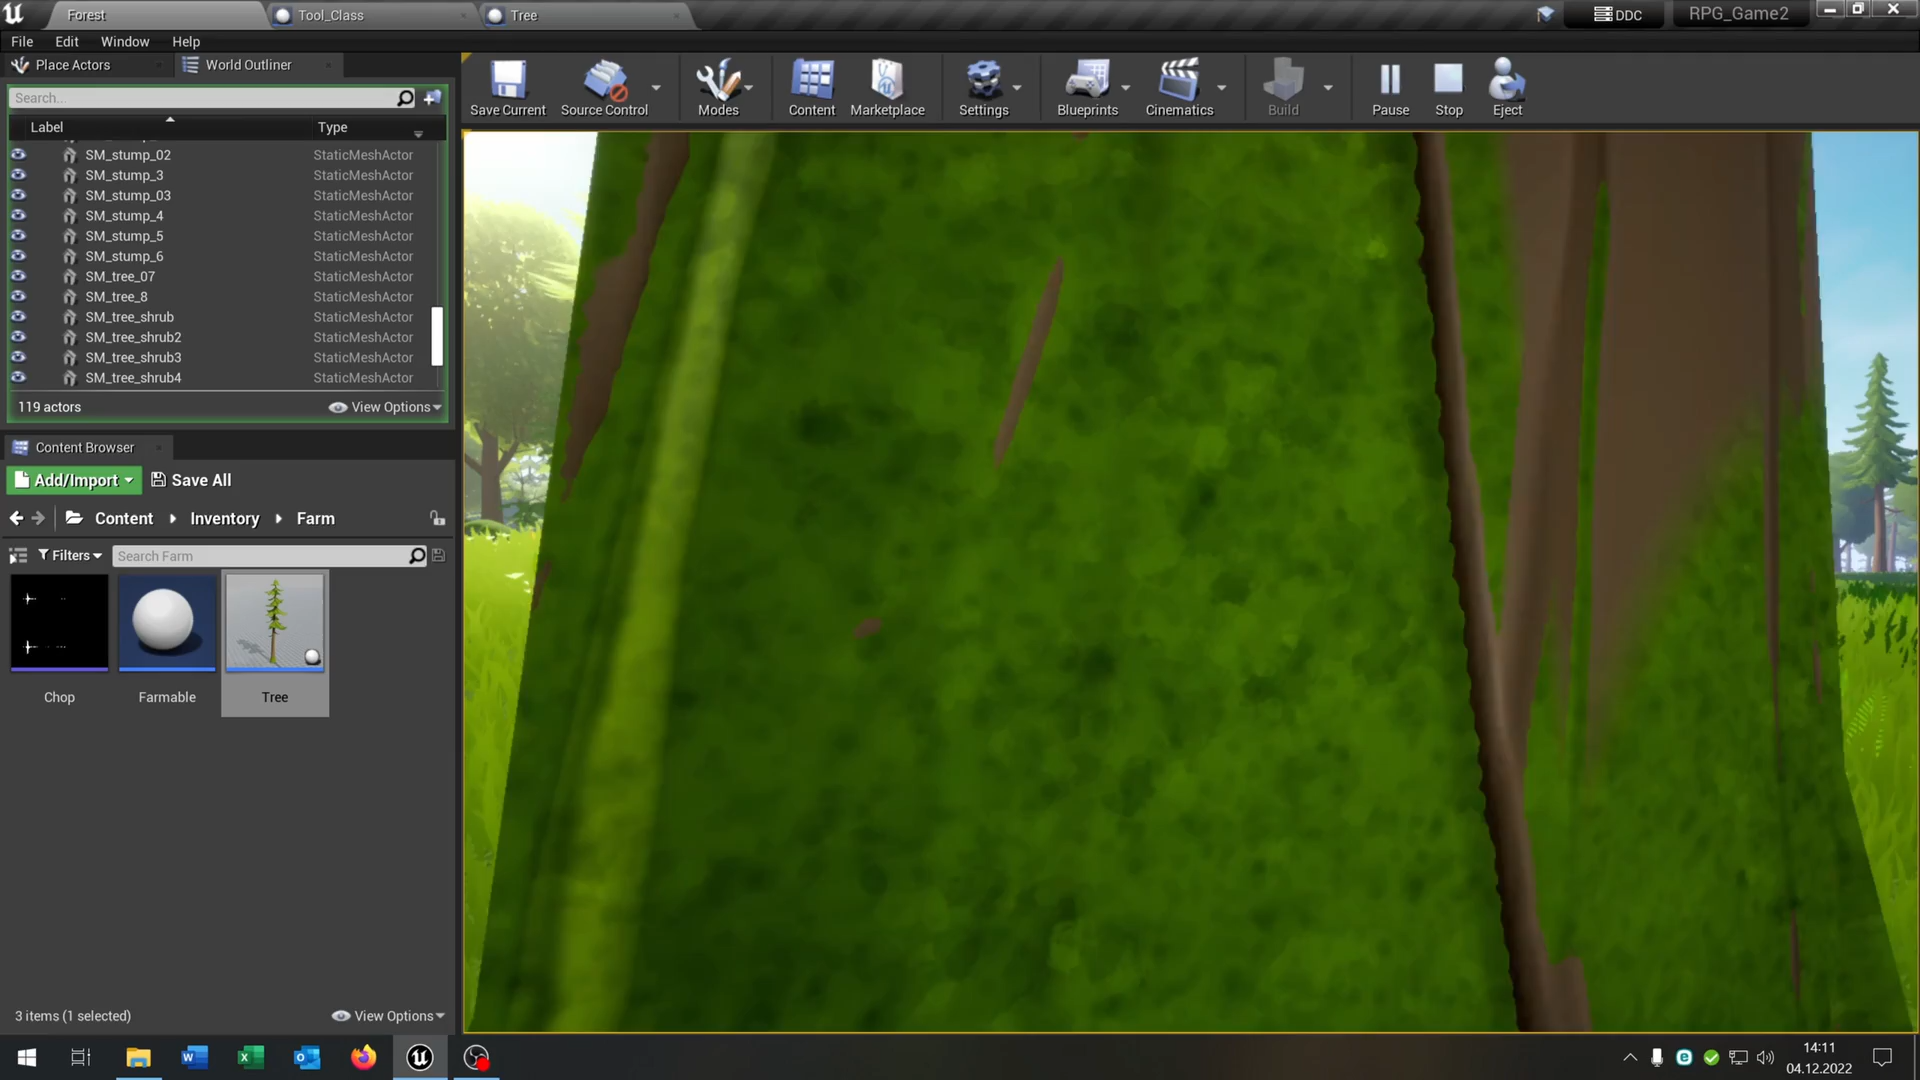 Forest
Tool_Class
Tree
DDC
RPG_Game2
File
Edit
Window
Help
Place Actors
World Outliner
Save Current
Source Control
Modes
Content
Marketplace
Settings
Blueprints
Cinematics
Build
Pause
Stop
Eject
Search...
Label
Type
SM_stump_02 StaticMeshActor
SM_stump_3 StaticMeshActor
SM_stump_03 StaticMeshActor
SM_stump_4 StaticMeshActor
SM_stump_5 StaticMeshActor
SM_stump_6 StaticMeshActor
SM_tree_07 StaticMeshActor
SM_tree_8 StaticMeshActor
SM_tree_shrub StaticMeshActor
SM_tree_shrub2 StaticMeshActor
SM_tree_shrub3 StaticMeshActor
SM_tree_shrub4 StaticMeshActor
119 actors
View Options
Content Browser
Add/Import
Save All
Content
Inventory
Farm
Filters
Search Farm
Chop
Farmable
Tree
3 items (1 selected)
View Options
14:11
04.12.2022